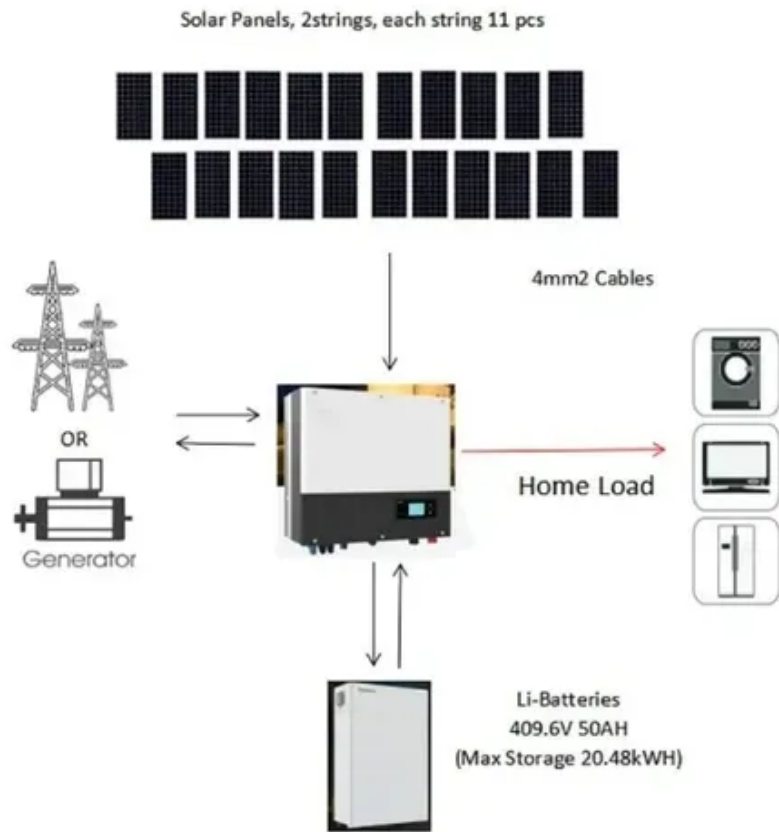 Solar Panels, 2strings, each string 11 pcs
4mm2 Cables
OR
Home Load
Generator
Li-Batteries
409.6V 50AH
(Max Storage 20.48kWH)